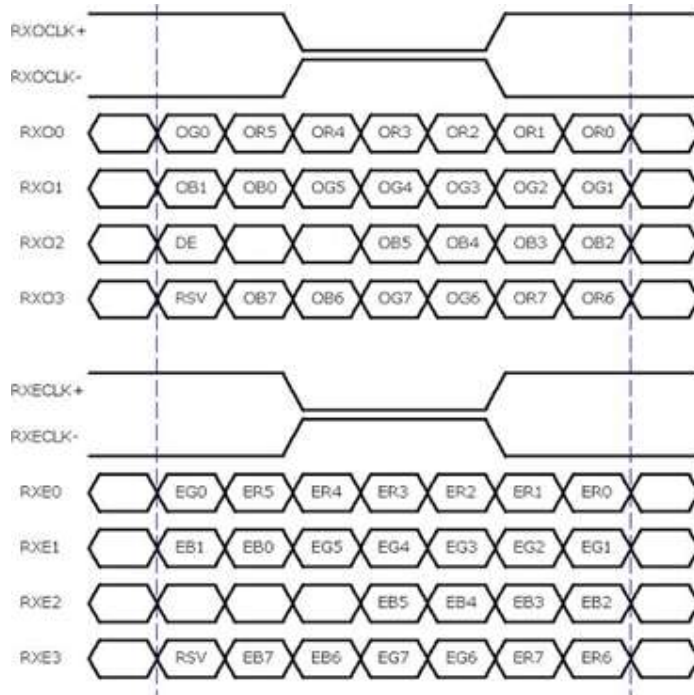 RXOCLK+
RXOCLK-
RXO0 OG0 OR5 OR4 OR3 OR2 OR1 OR0
RXO1 OB1 OB0 OG5 OG4 OG3 OG2 OG1
RXO2 DE OB5 OB4 OB3 OB2
RXO3 RSV OB7 OB6 OG7 OG6 OR7 OR6
RXECLK+
RXECLK-
RXE0 EG0 ER5 ER4 ER3 ER2 ER1 ER0
RXE1 EB1 EB0 EG5 EG4 EG3 EG2 EG1
RXE2 EB5 EB4 EB3 EB2
RXE3 RSV EB7 EB6 EG7 EG6 ER7 ER6